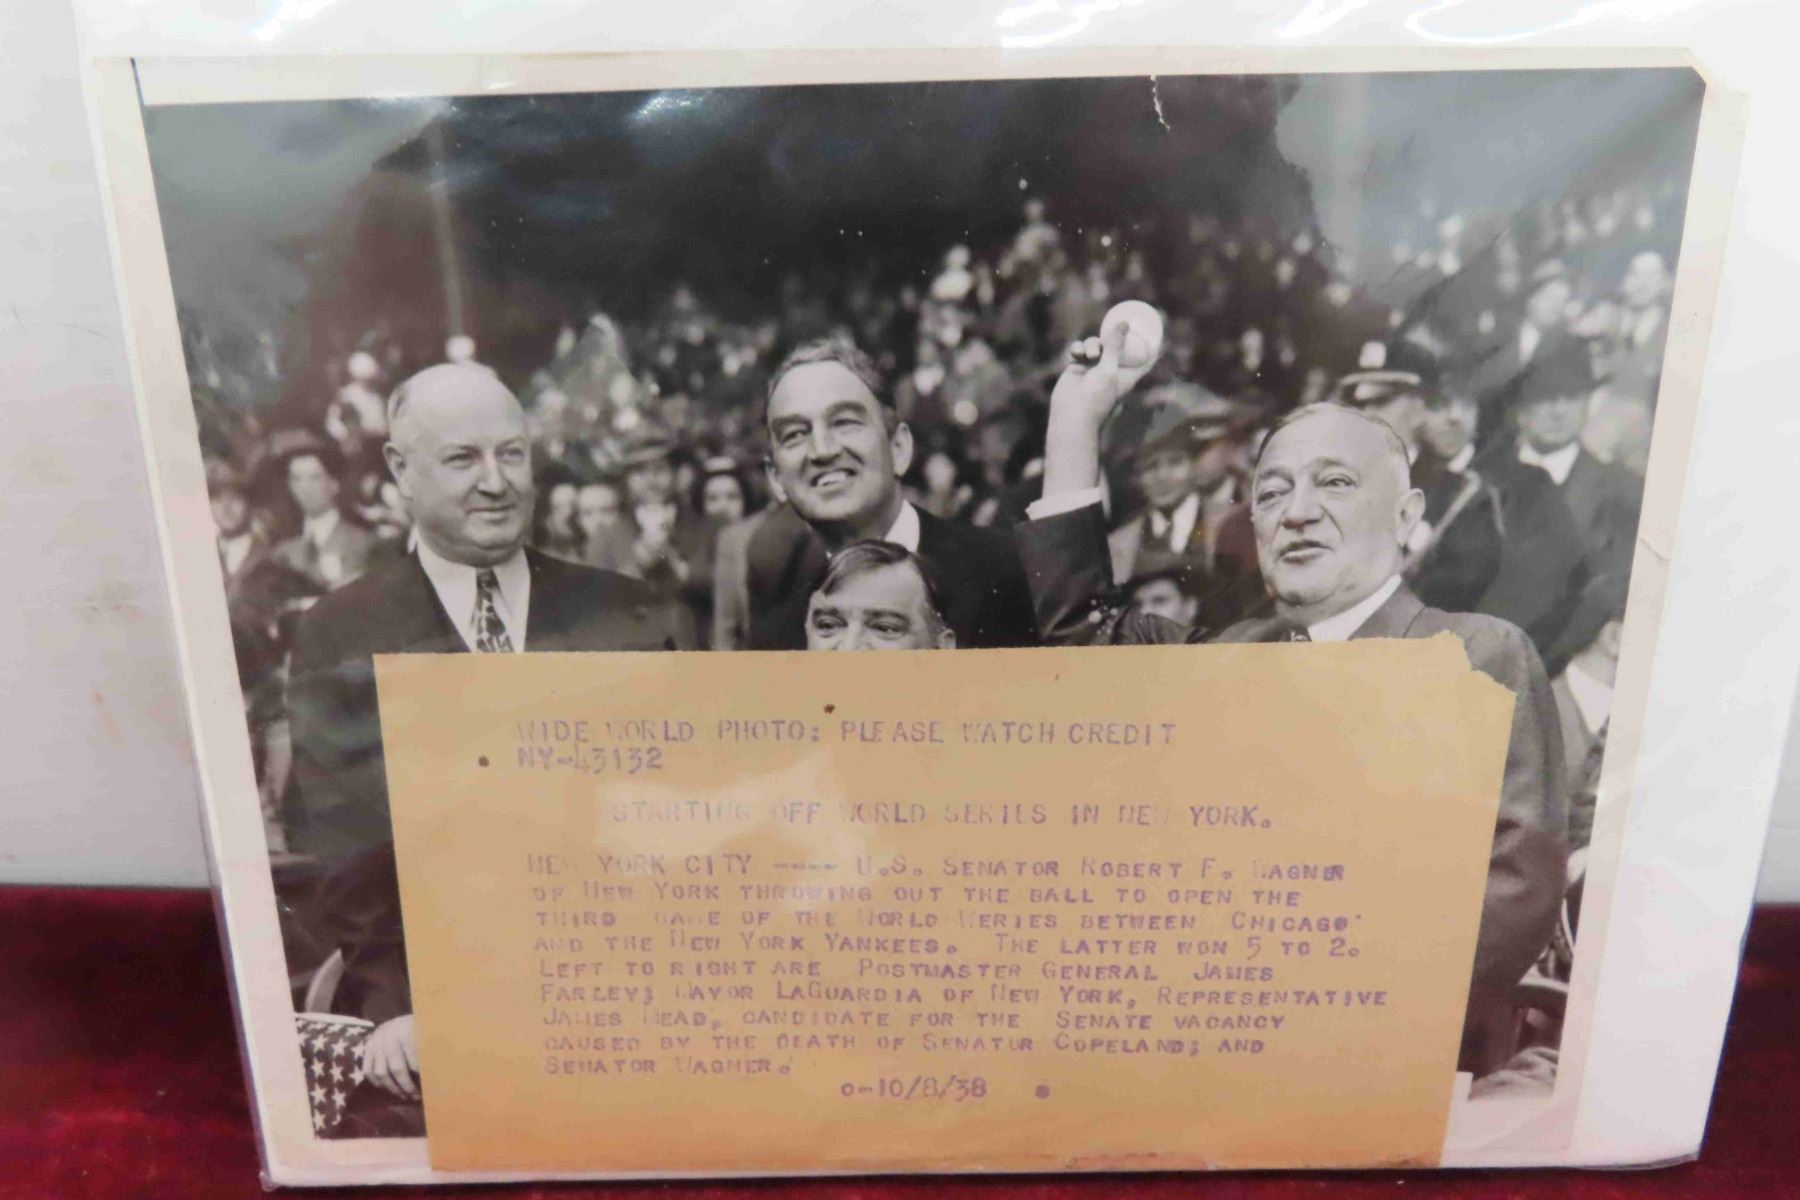 WIDE WORLD PHOTO: PLEASE WATCH CREDIT
NY-43132
STARTING OFF WORLD SERIES IN NEW YORK.
NEW YORK CITY ---- U.S. SENATOR ROBERT F. WAGNER
OF NEW YORK THROWING OUT THE BALL TO OPEN THE
THIRD GAME OF THE WORLD WERIES BETWEEN CHICAGO
AND THE NEW YORK YANKEES. THE LATTER WON 5 TO 2.
LEFT TO RIGHT ARE POSTMASTER GENERAL JAMES
FARLEY; MAYOR LAGUARDIA OF NEW YORK, REPRESENTATIVE
JAMES MEAD, CANDIDATE FOR THE SENATE VACANCY
CAUSED BY THE DEATH OF SENATOR COPELAND; AND
SENATOR WAGNER.
O-10/8/38